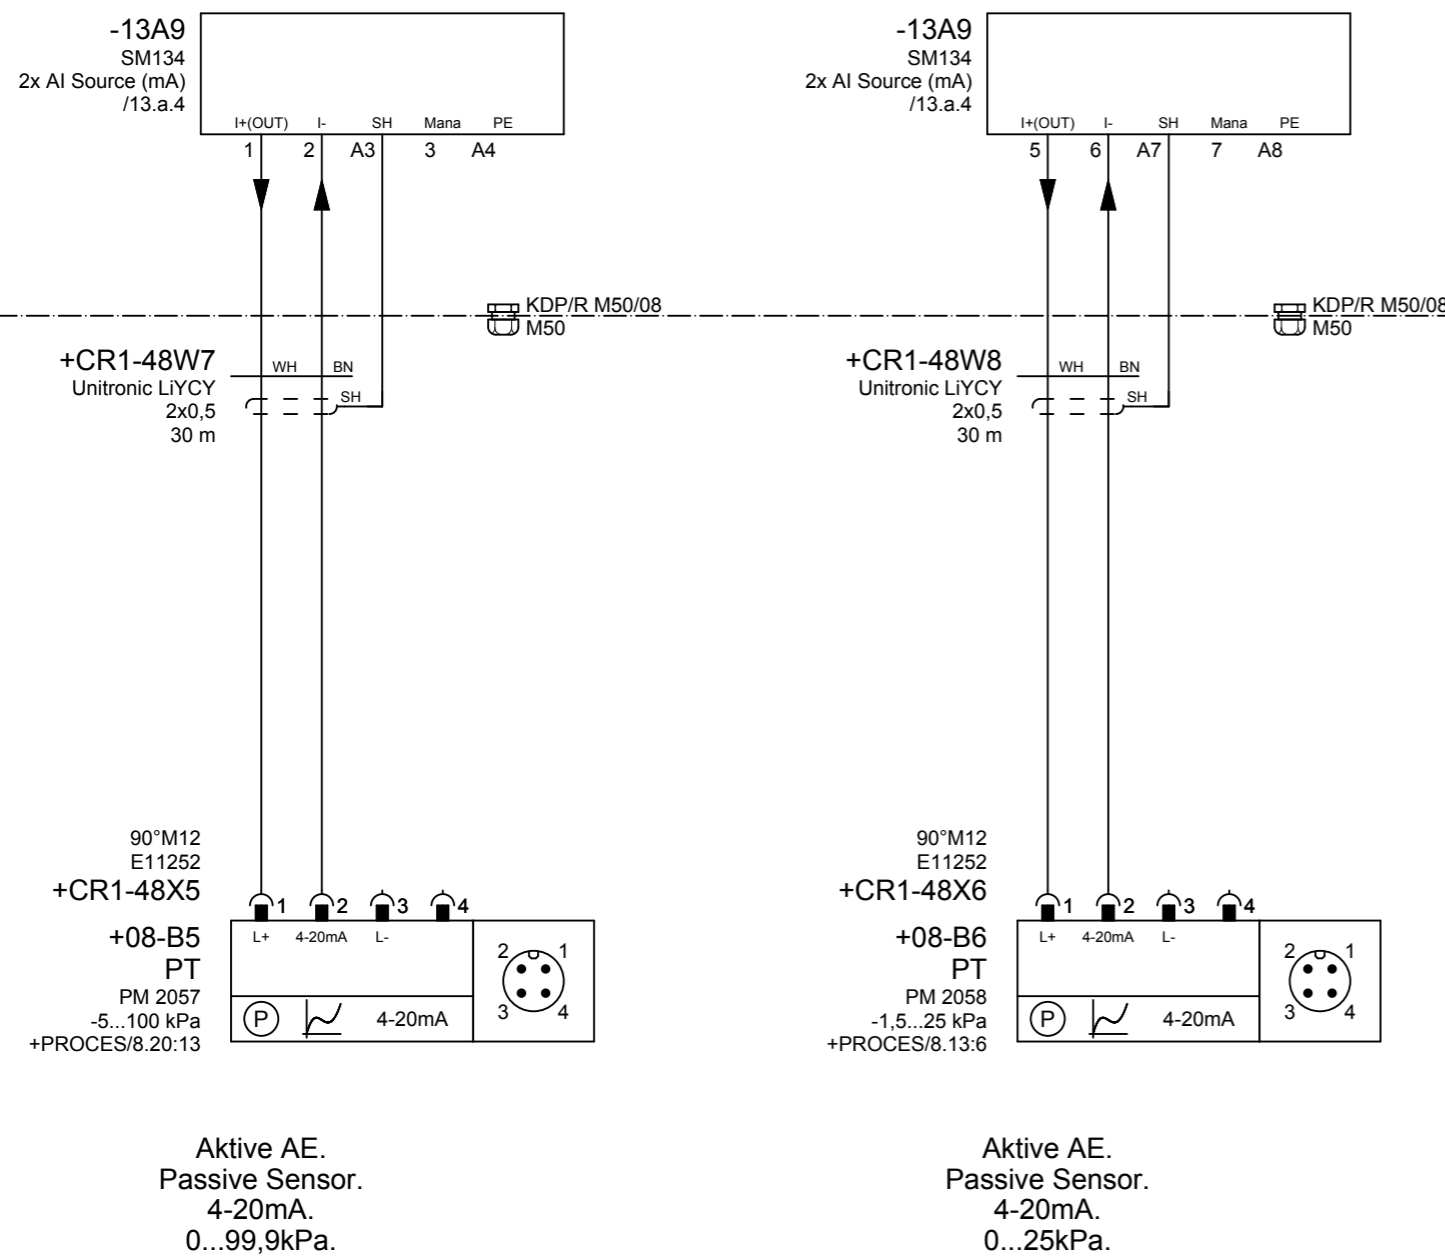 -13A9
SM134
2x AI Source (mA)
/13.a.4
I+(OUT) I- SH Mana PE
1 2 A3 3 A4
KDP/R M50/08
M50
+CR1-48W7
Unitronic LiYCY
2x0,5
30 m
WH BN
SH
90°M12
E11252
+CR1-48X5
1 2 3 4
+08-B5
PT
PM 2057
-5...100 kPa
+PROCES/8.20:13
L+ 4-20mA L-
P 4-20mA
2 1
3 4
Aktive AE.
Passive Sensor.
4-20mA.
0...99,9kPa.
-13A9
SM134
2x AI Source (mA)
/13.a.4
I+(OUT) I- SH Mana PE
5 6 A7 7 A8
KDP/R M50/08
M50
+CR1-48W8
Unitronic LiYCY
2x0,5
30 m
WH BN
SH
90°M12
E11252
+CR1-48X6
1 2 3 4
+08-B6
PT
PM 2058
-1,5...25 kPa
+PROCES/8.13:6
L+ 4-20mA L-
P 4-20mA
2 1
3 4
Aktive AE.
Passive Sensor.
4-20mA.
0...25kPa.